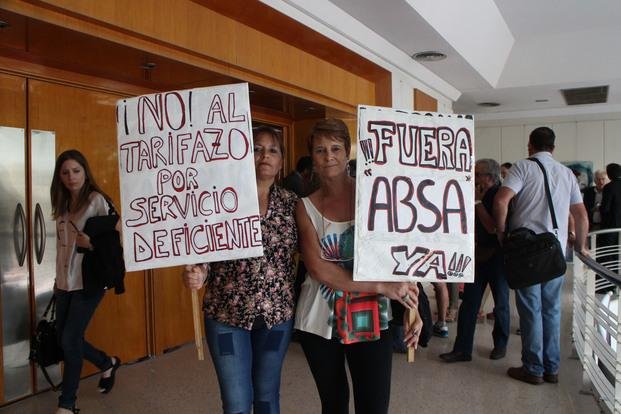 ¡¡NO! AL
TARIFAZO
POR
SERVICIO
DEFICIENTE
¡¡FUERA
"ABSA"
YA!!!